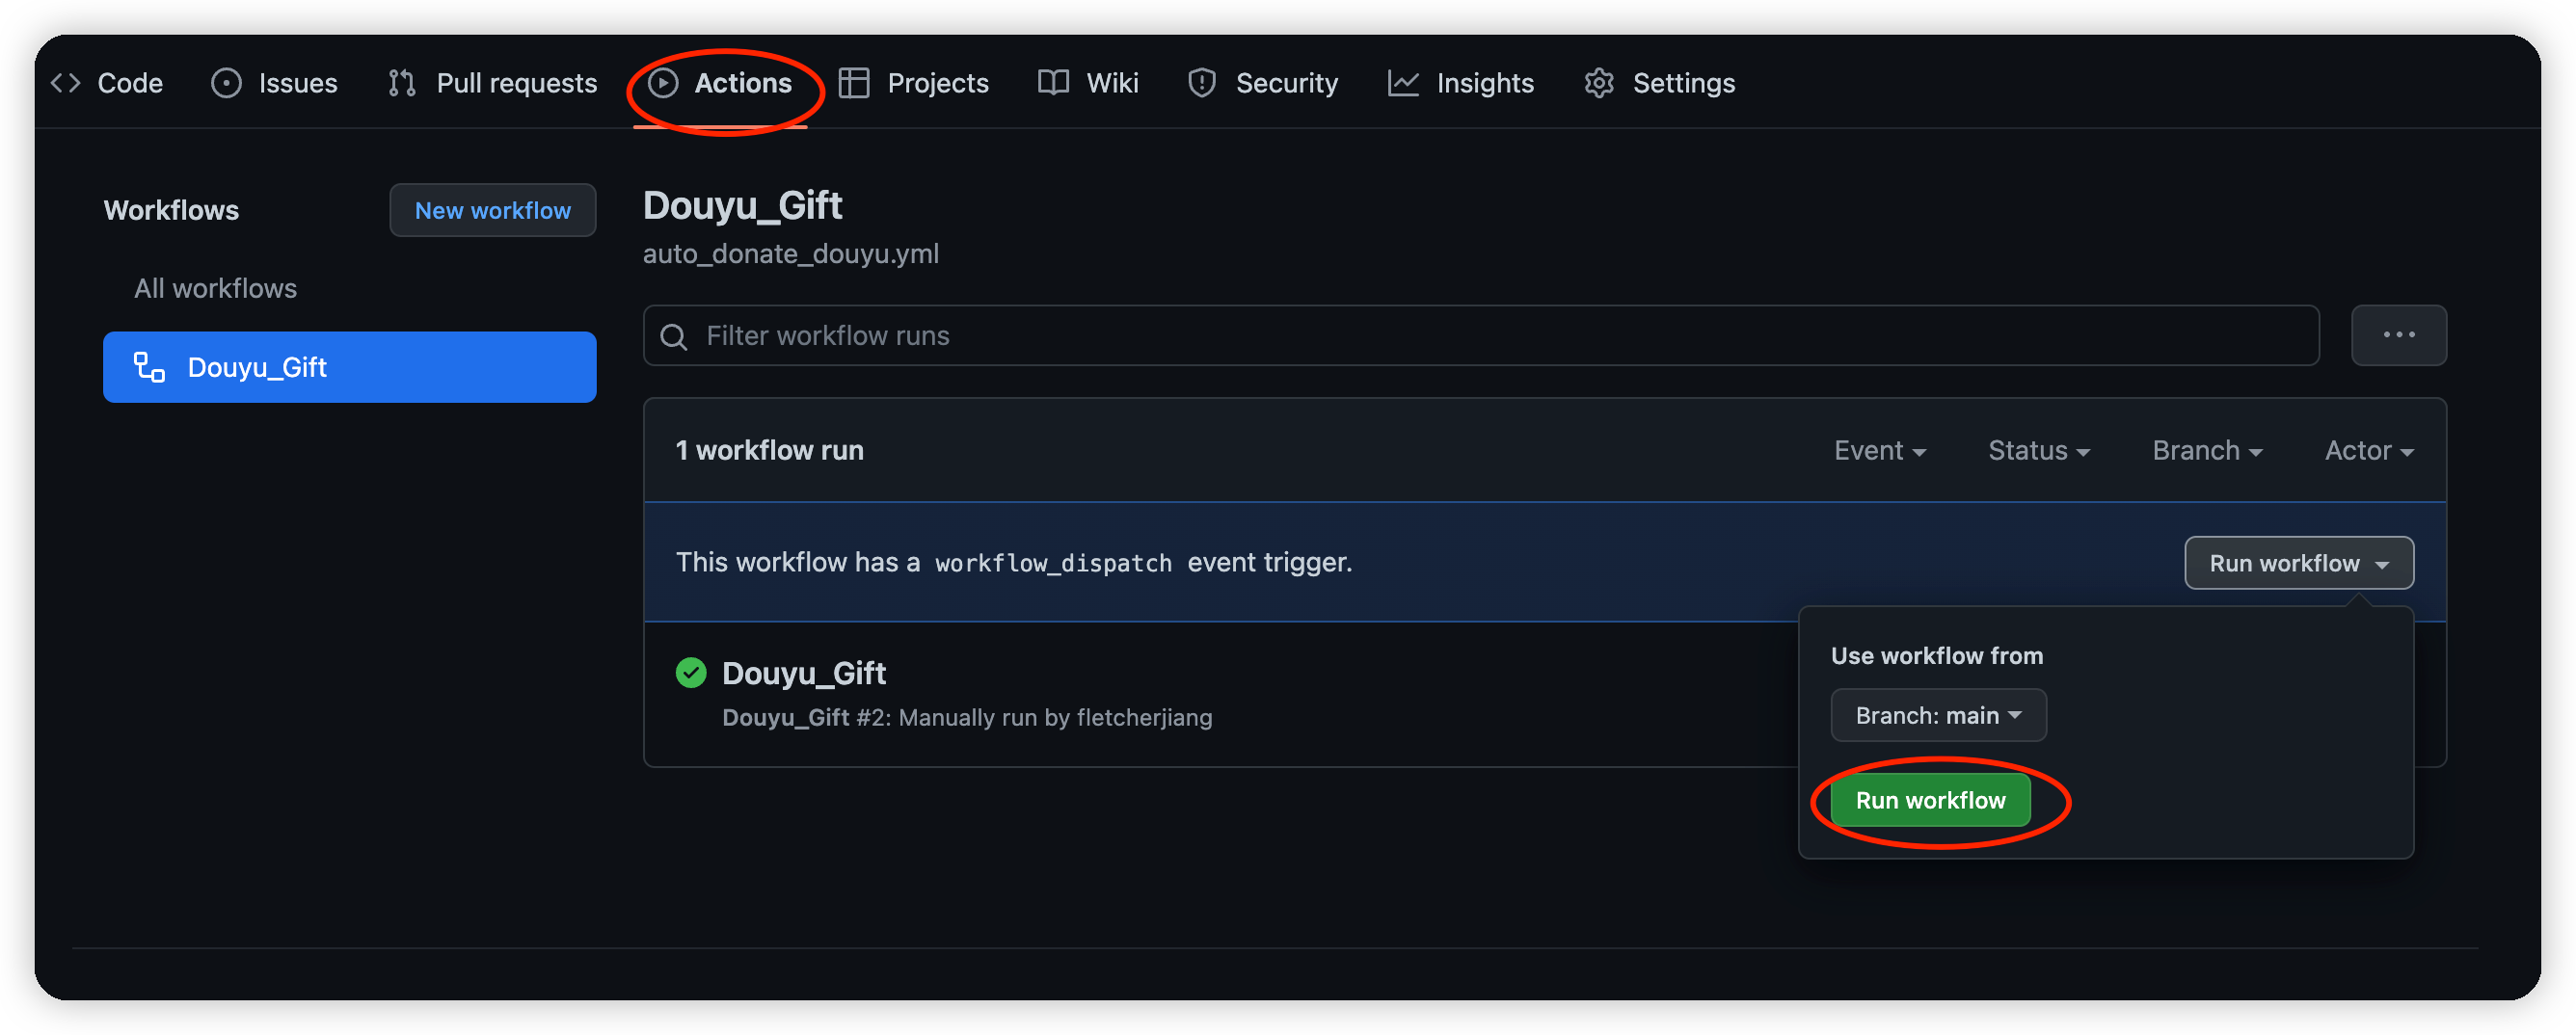 Code Issues Pull requests Actions Projects Wiki Security Insights Settings
Workflows
New workflow
All workflows
Douyu_Gift
Douyu_Gift
auto_donate_douyu.yml
Filter workflow runs
...
1 workflow run
Event Status Branch Actor
This workflow has a workflow_dispatch event trigger.
Run workflow
Use workflow from
Branch: main
Run workflow
Douyu_Gift
Douyu_Gift #2: Manually run by fletcherjiang